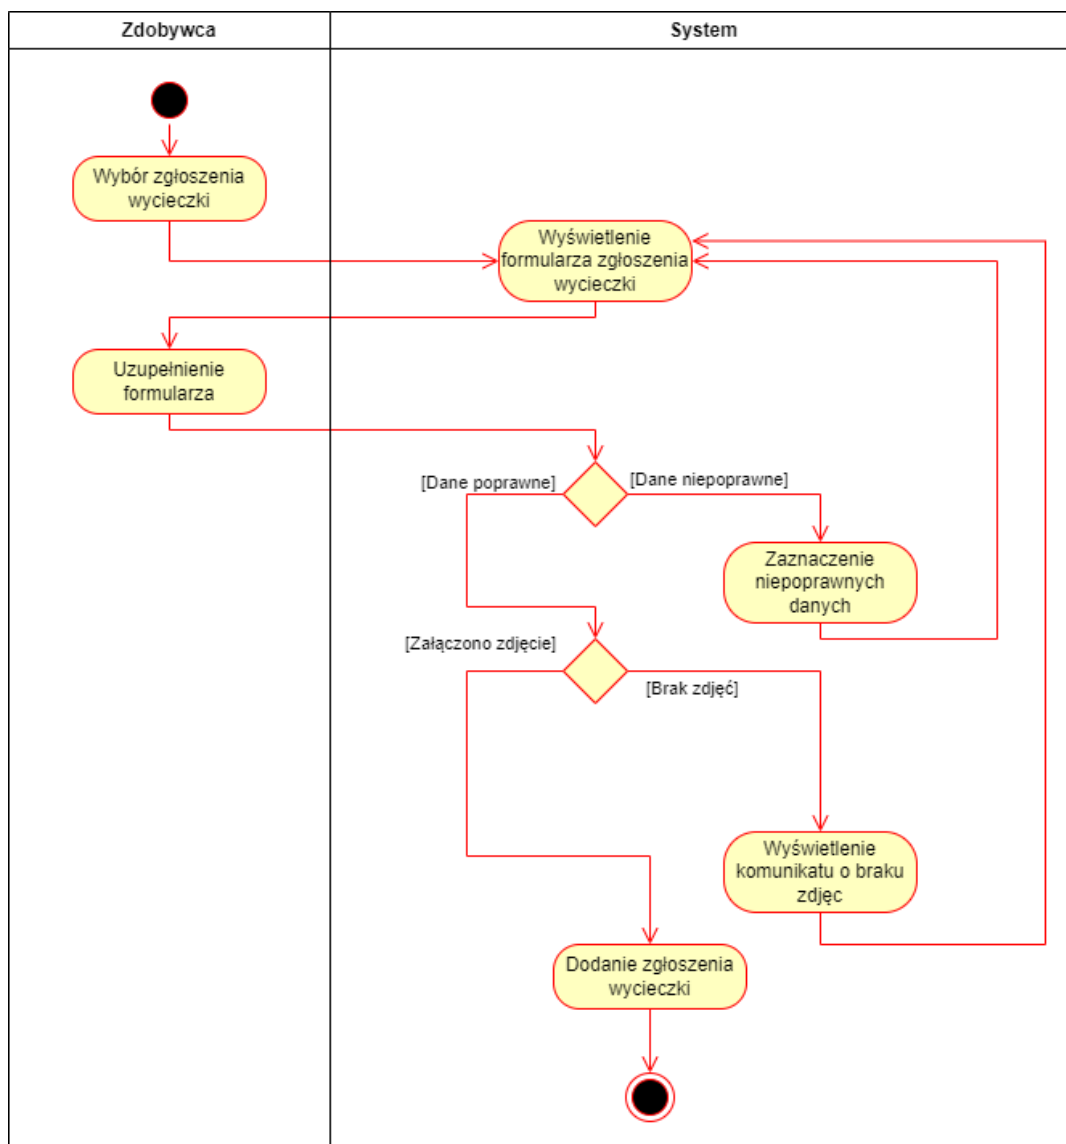 Zdobywca
System
Wybór zgłoszenia
wycieczki
Wyświetlenie
formularza zgłoszenia
wycieczki
Uzupełnienie
formularza
[Dane poprawne]
[Dane niepoprawne]
Zaznaczenie
niepoprawnych
danych
[Załączono zdjęcie]
[Brak zdjęć]
Wyświetlenie
komunikatu o braku
zdjęc
Dodanie zgłoszenia
wycieczki